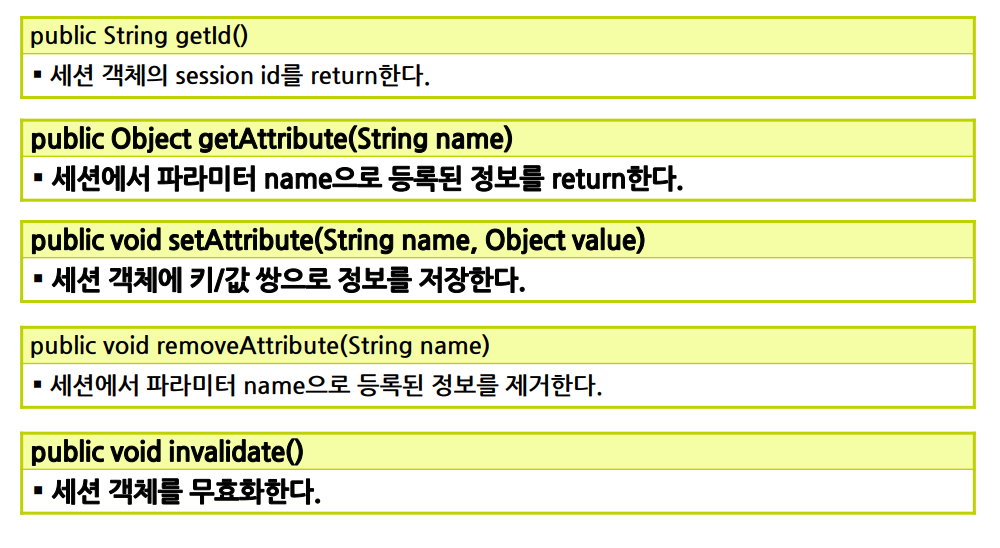 public String getId()
▪ 세션 객체의 session id를 return한다.
public Object getAttribute(String name)
▪ 세션에서 파라미터 name으로 등록된 정보를 return한다.
public void setAttribute(String name, Object value)
▪ 세션 객체에 키/값 쌍으로 정보를 저장한다.
public void removeAttribute(String name)
▪ 세션에서 파라미터 name으로 등록된 정보를 제거한다.
public void invalidate()
▪ 세션 객체를 무효화한다.